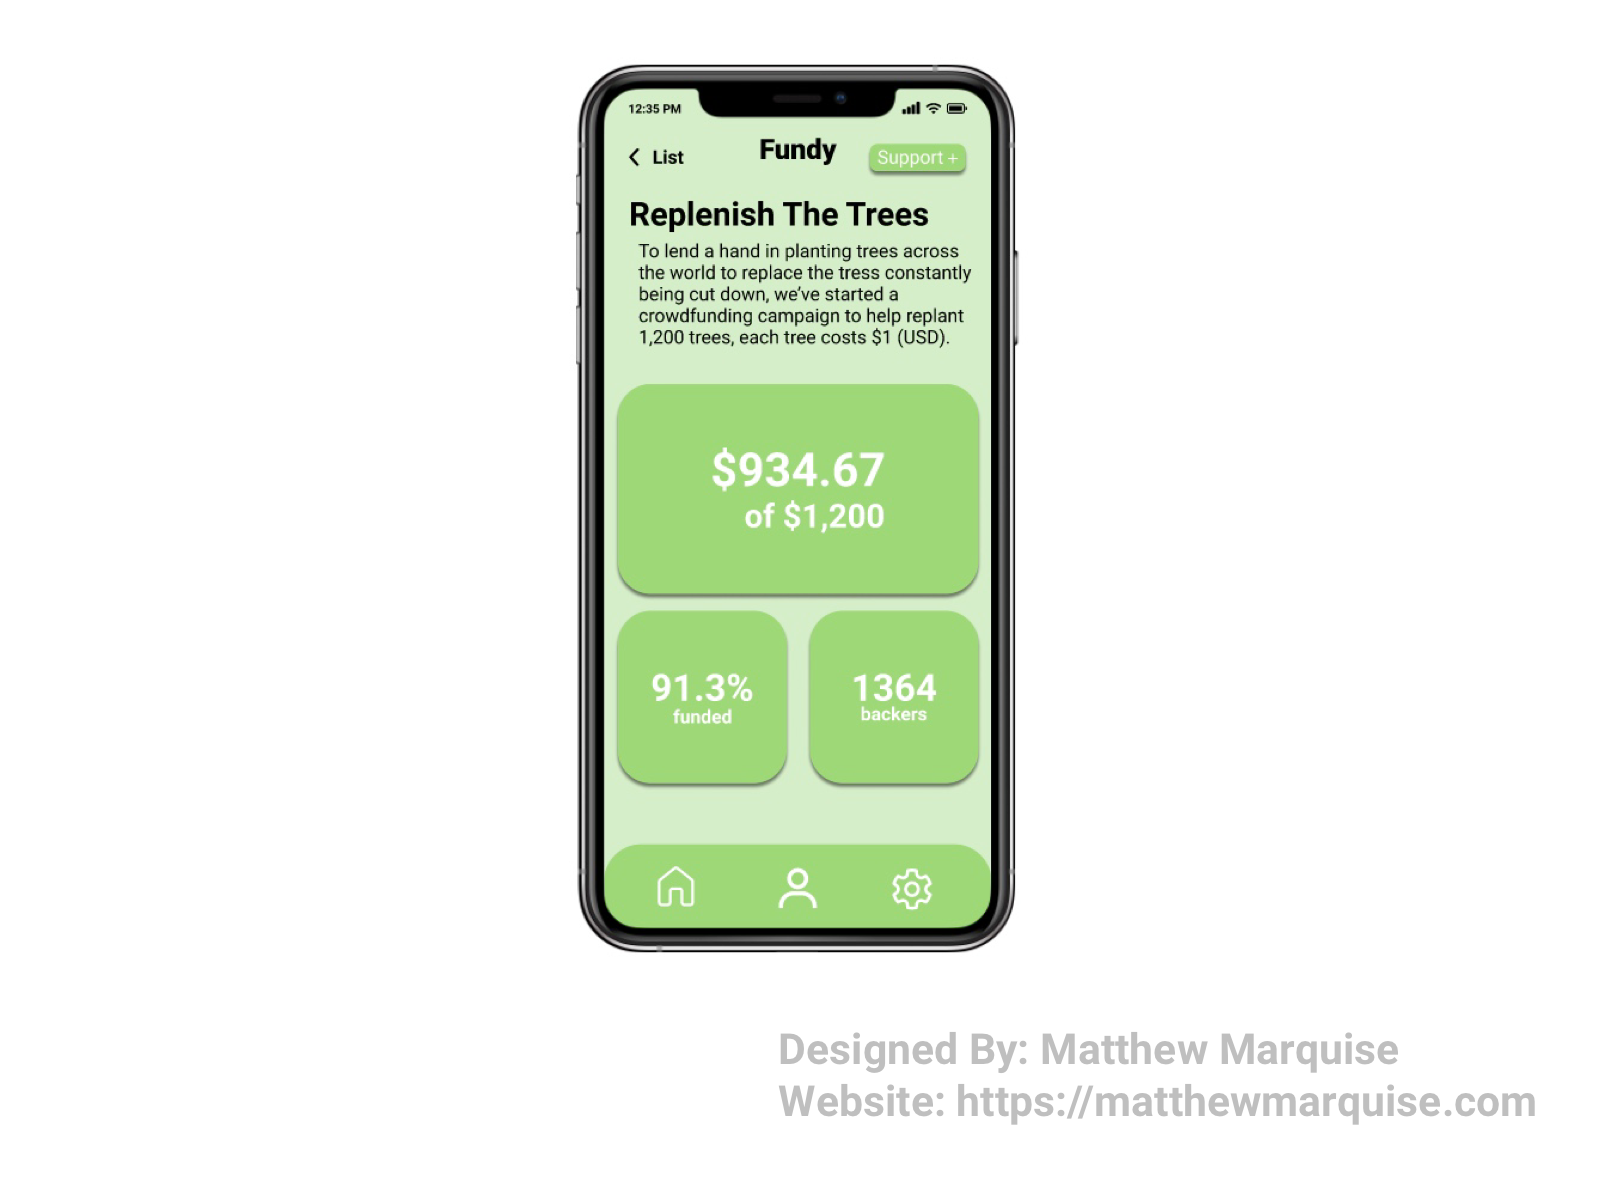 12:35 PM
List
Fundy
Support +
Replenish The Trees
To lend a hand in planting trees across
the world to replace the tress constantly
being cut down, we've started a
crowdfunding campaign to help replant
1,200 trees, each tree costs $1 (USD).
$934.67
of $1,200
91.3%
funded
1364
backers
Designed By: Matthew Marquise
Website: https://matthewmarquise.com